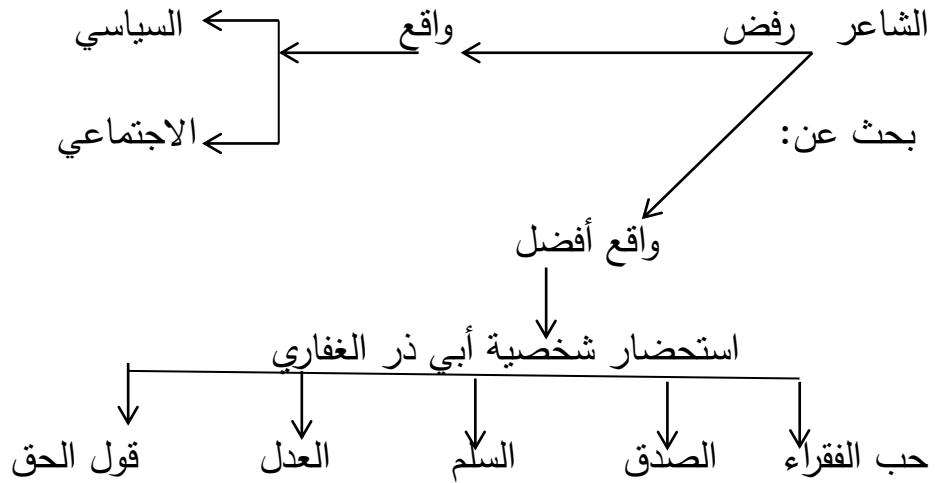 الشاعر رفض واقع السياسي
بحث عن: الاجتماعي
واقع أفضل
استحضار شخصية أبي ذر الغفاري
حب الفقراء الصدق السلم العدل قول الحق